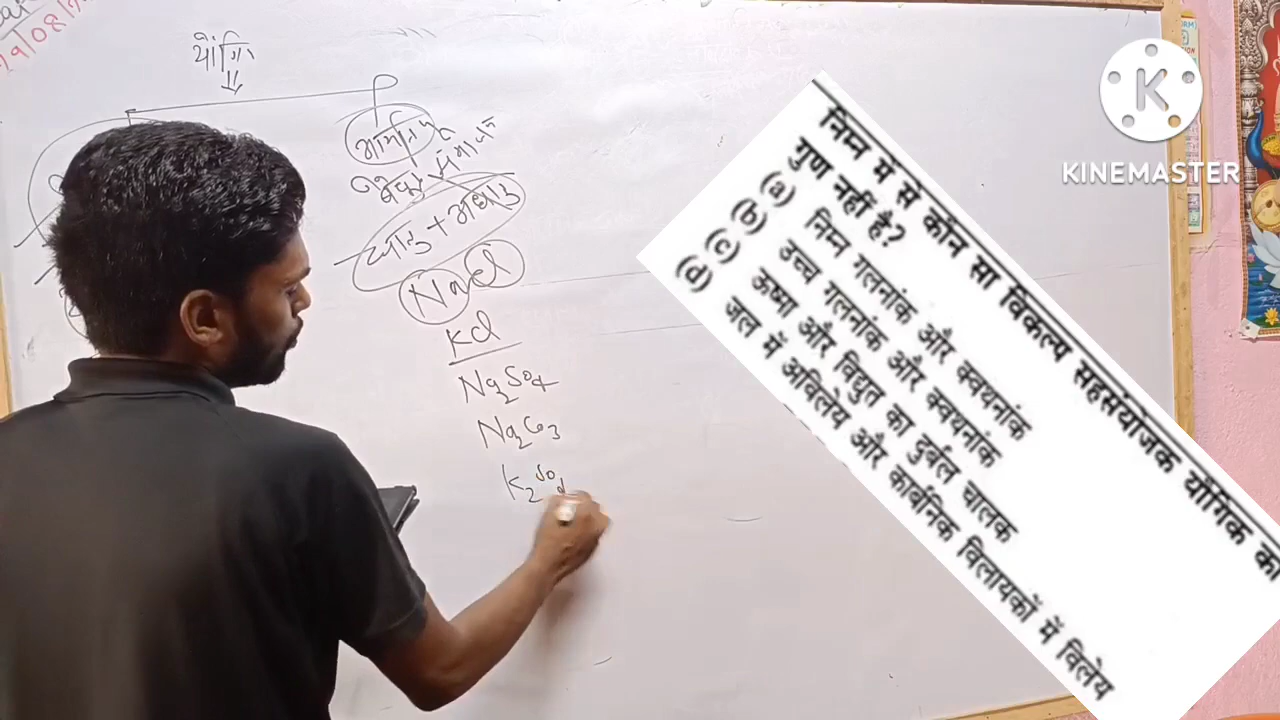 यौगि
आयनिक
धातु + अधातु
NaCl
KCl
Na2SO4
Na2CO3
K2SO4
KINEMASTER
निम्न में से कौन सा विकल्प सहसंयोजक यौगिक का
गुण नहीं है?
(a) निम्न गलनांक और क्वथनांक
(b) उच्च गलनांक और क्वथनांक
(c) ऊष्मा और विद्युत का दुर्बल चालक
(d) जल में अविलेय और कार्बनिक विलायकों में विलेय